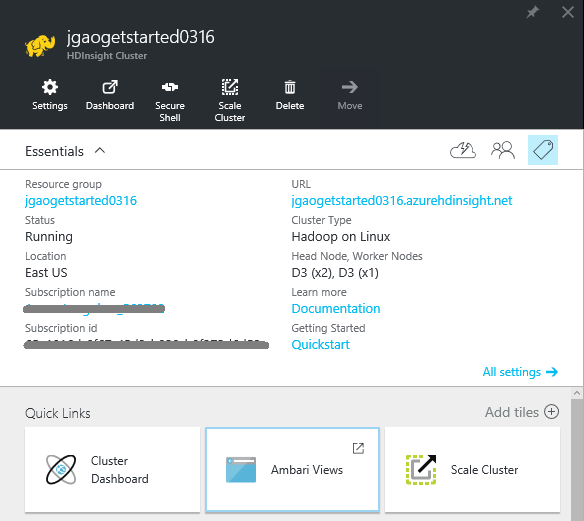 jgaogetstarted0316
HDInsight Cluster
Settings
Dashboard
Secure
Shell
Scale
Cluster
Delete
Move
Essentials
Resource group
jgaogetstarted0316
Status
Running
Location
East US
Subscription name
Subscription id
URL
jgaogetstarted0316.azurehdinsight.net
Cluster Type
Hadoop on Linux
Head Node, Worker Nodes
D3 (x2), D3 (x1)
Learn more
Documentation
Getting Started
Quickstart
All settings
Quick Links
Add tiles
Cluster
Dashboard
Ambari Views
Scale Cluster